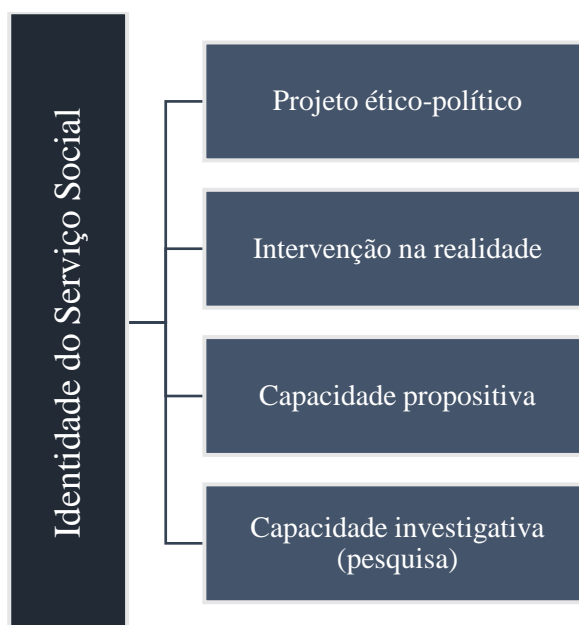 Identidade do Serviço Social
Projeto ético-político
Intervenção na realidade
Capacidade propositiva
Capacidade investigativa
(pesquisa)